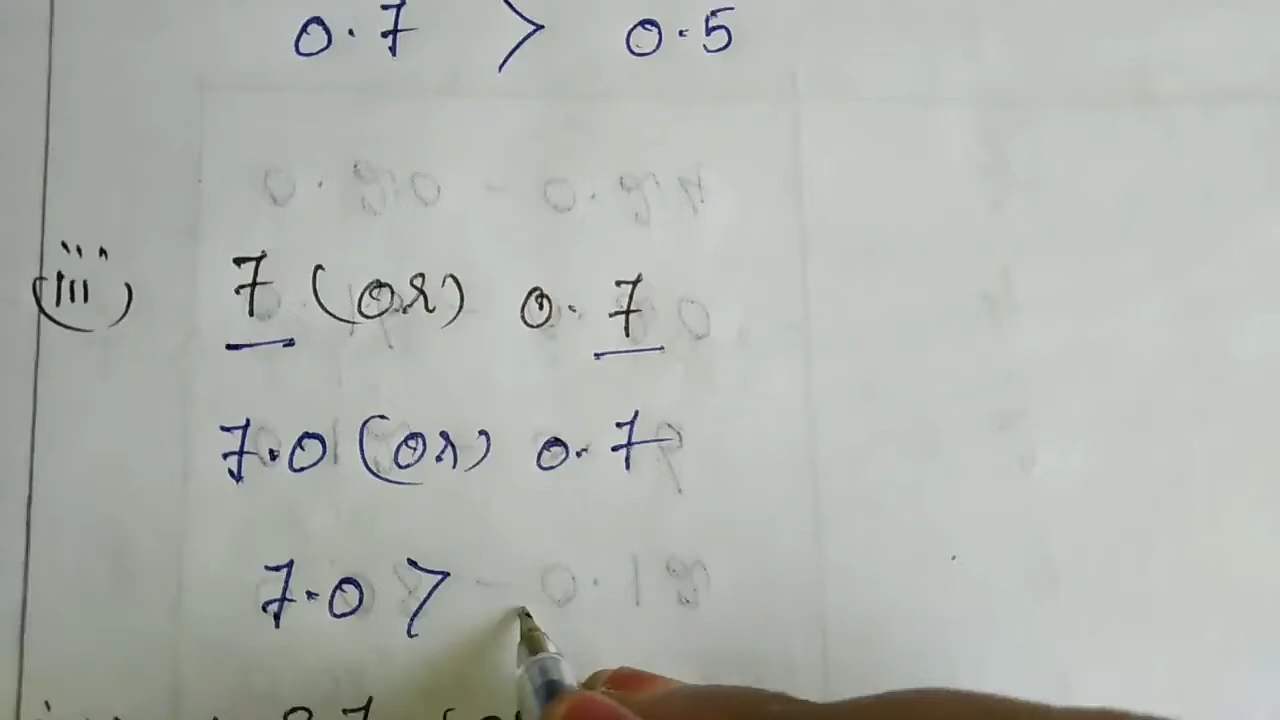 0.7 > 0.5
(iii) 7 (or) 0.7
7.0 (or) 0.7
7.0 >